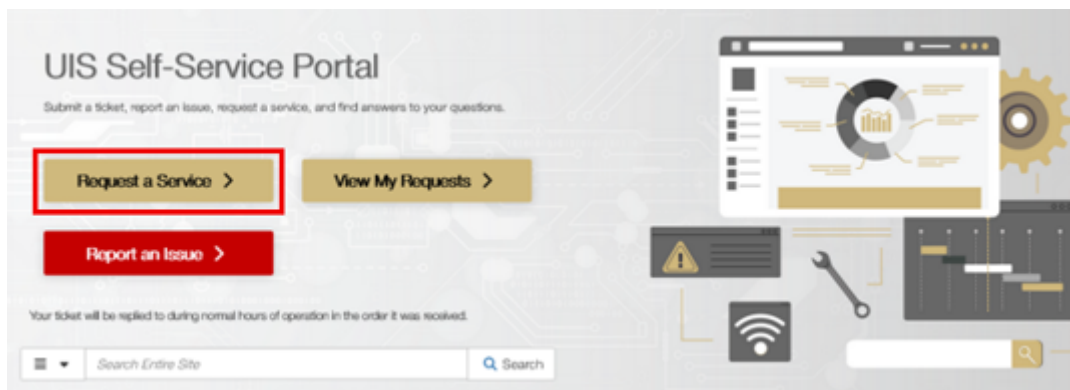 UIS Self-Service Portal
Submit a ticket, report an issue, request a service, and find answers to your questions.
Request a Service
View My Requests
Report an Issue
Your ticket will be replied to during normal hours of operation in the order it was received.
Search Entire Site
Search